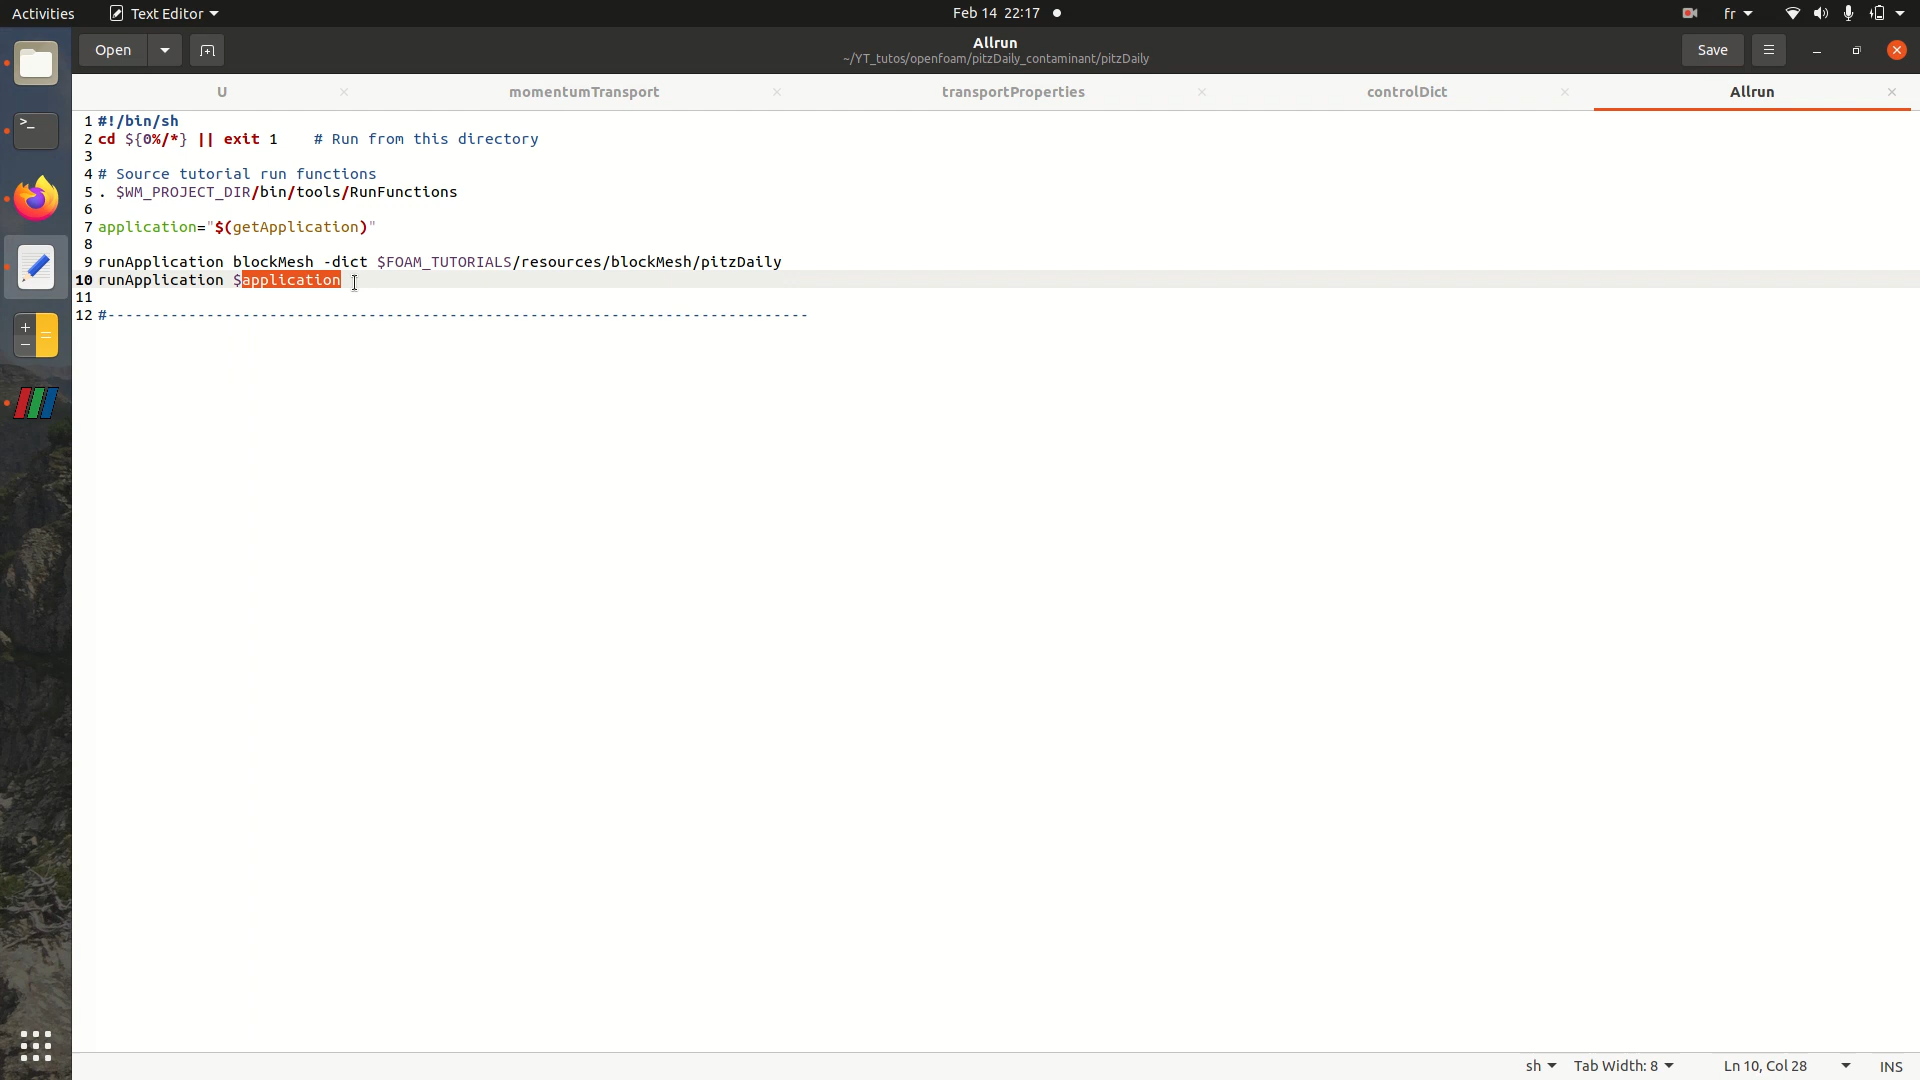 Activities Text Editor Feb 14 22:17 fr
Open Allrun Save
~/YT_tutos/openfoam/pitzDaily_contaminant/pitzDaily
U momentumTransport transportProperties controlDict Allrun
1 #!/bin/sh
2 cd ${0%/*} || exit 1    # Run from this directory
3
4 # Source tutorial run functions
5 . $WM_PROJECT_DIR/bin/tools/RunFunctions
6
7 application="$(getApplication)"
8
9 runApplication blockMesh -dict $FOAM_TUTORIALS/resources/blockMesh/pitzDaily
10 runApplication $application
11
12 #------------------------------------------------------------------------------
sh Tab Width: 8 Ln 10, Col 28 INS